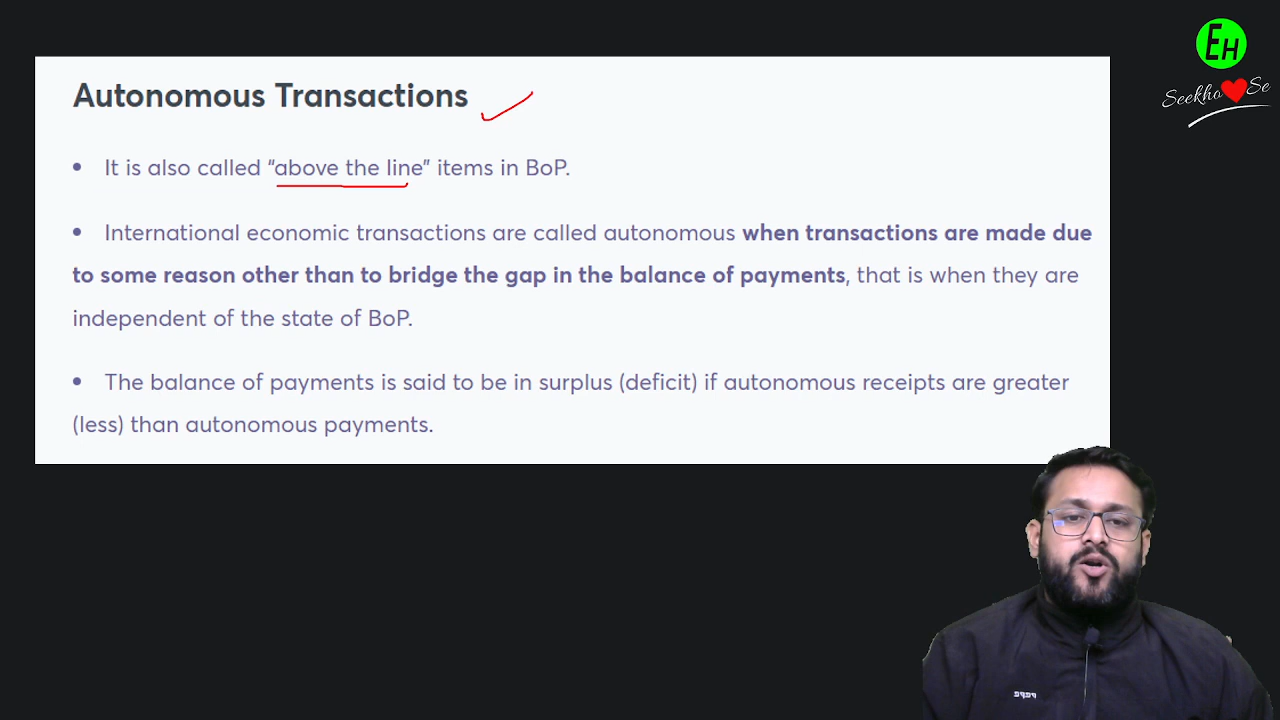 EH
Seekho Se
Autonomous Transactions
• It is also called “above the line” items in BoP.
• International economic transactions are called autonomous when transactions are made due
to some reason other than to bridge the gap in the balance of payments, that is when they are
independent of the state of BoP.
• The balance of payments is said to be in surplus (deficit) if autonomous receipts are greater
(less) than autonomous payments.